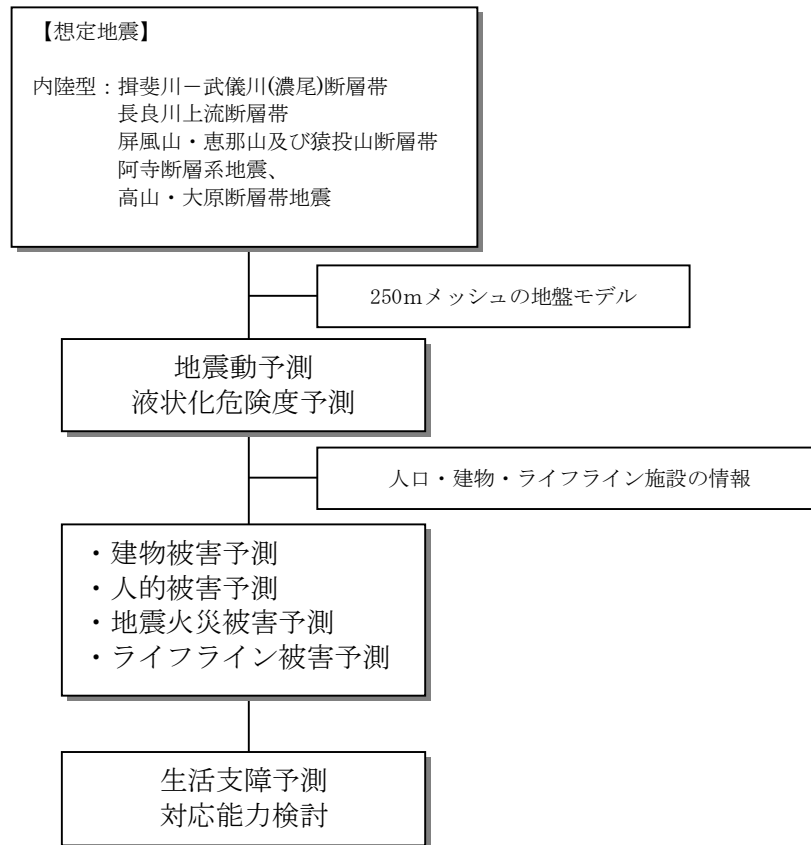 【想定地震】
内陸型：揖斐川－武儀川(濃尾)断層帯
長良川上流断層帯
屏風山・恵那山及び猿投山断層帯
阿寺断層系地震、
高山・大原断層帯地震
250ｍメッシュの地盤モデル
地震動予測
液状化危険度予測
人口・建物・ライフライン施設の情報
・建物被害予測
・人的被害予測
・地震火災被害予測
・ライフライン被害予測
生活支障予測
対応能力検討